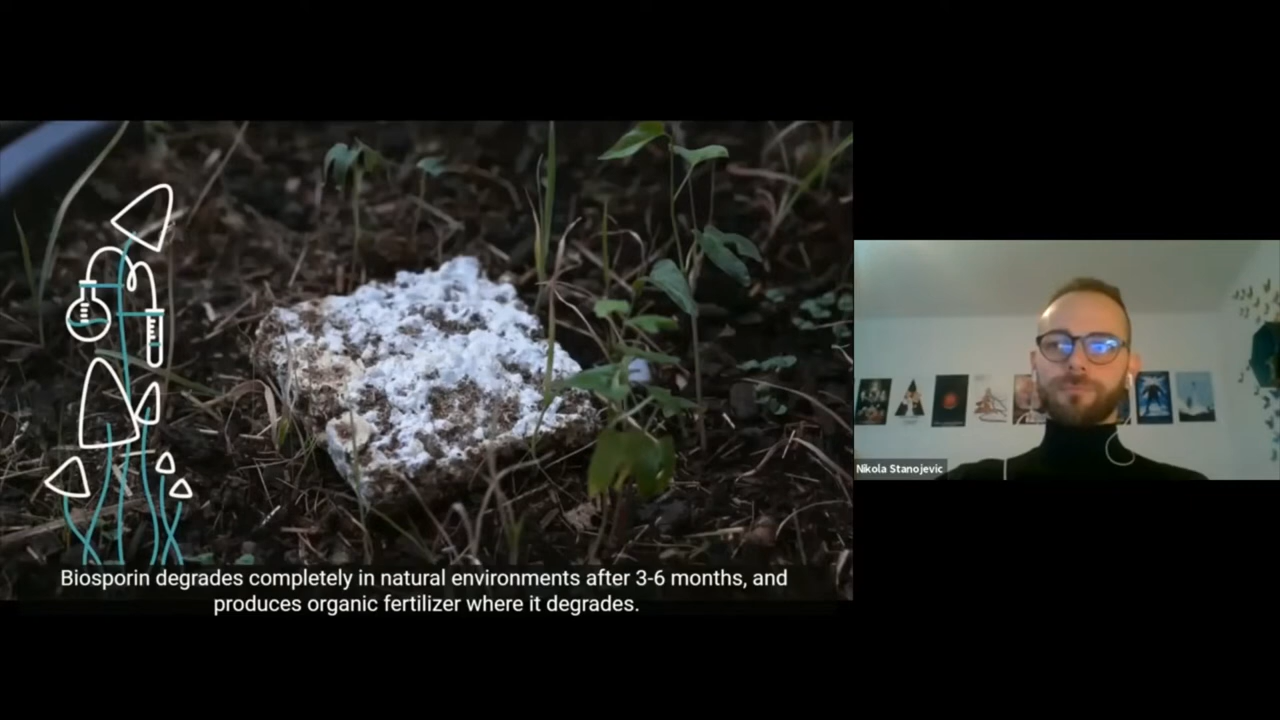 Biosporin degrades completely in natural environments after 3-6 months, and
produces organic fertilizer where it degrades.
Nikola Stanojevic